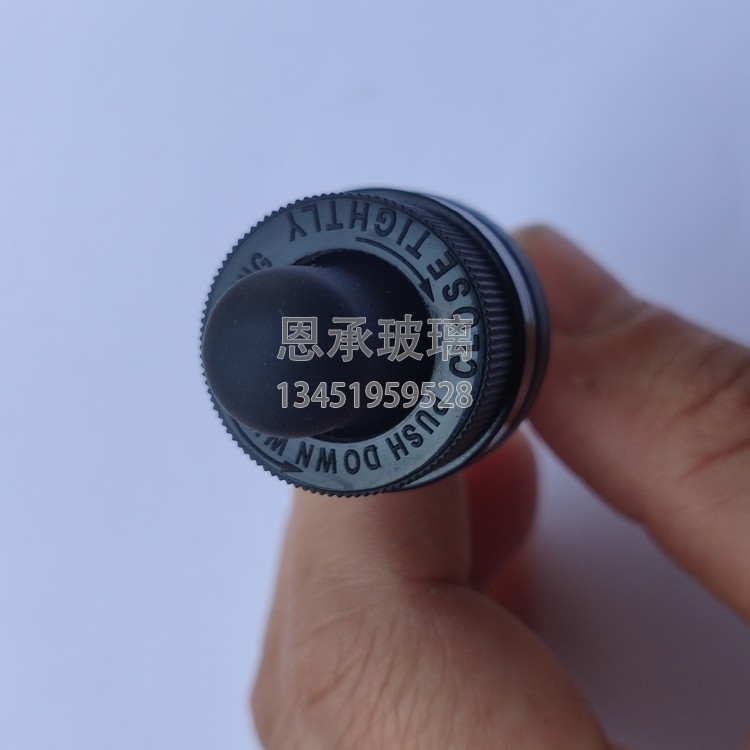 CLOSE TIGHTLY
PUSH DOWN
恩承玻璃
13451959528